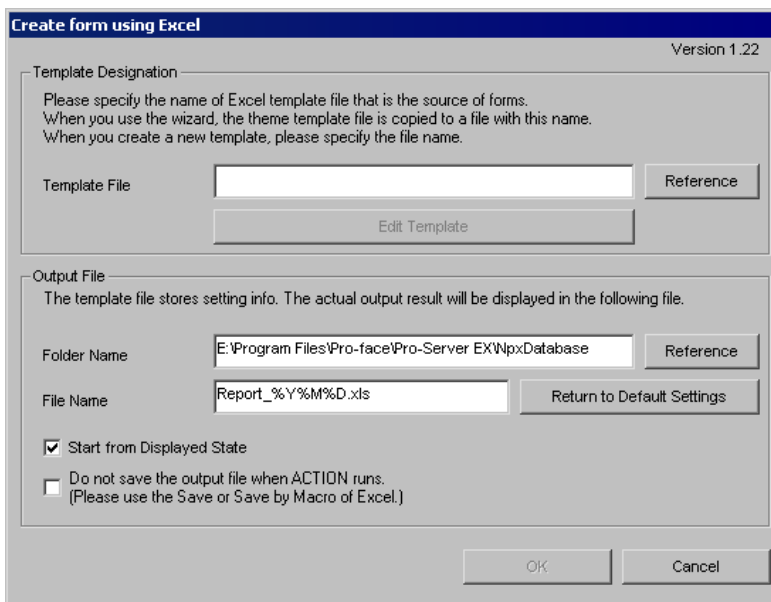 Create form using Excel
Version 1.22
Template Designation
Please specify the name of Excel template file that is the source of forms.
When you use the wizard, the theme template file is copied to a file with this name.
When you create a new template, please specify the file name.
Template File
Reference
Edit Template
Output File
The template file stores setting info. The actual output result will be displayed in the following file.
Folder Name
E:\Program Files\Pro-face\Pro-Server EX\NpxDatabase
Reference
File Name
Report_%Y%M%D.xls
Return to Default Settings
Start from Displayed State
Do not save the output file when ACTION runs.
(Please use the Save or Save by Macro of Excel.)
OK
Cancel